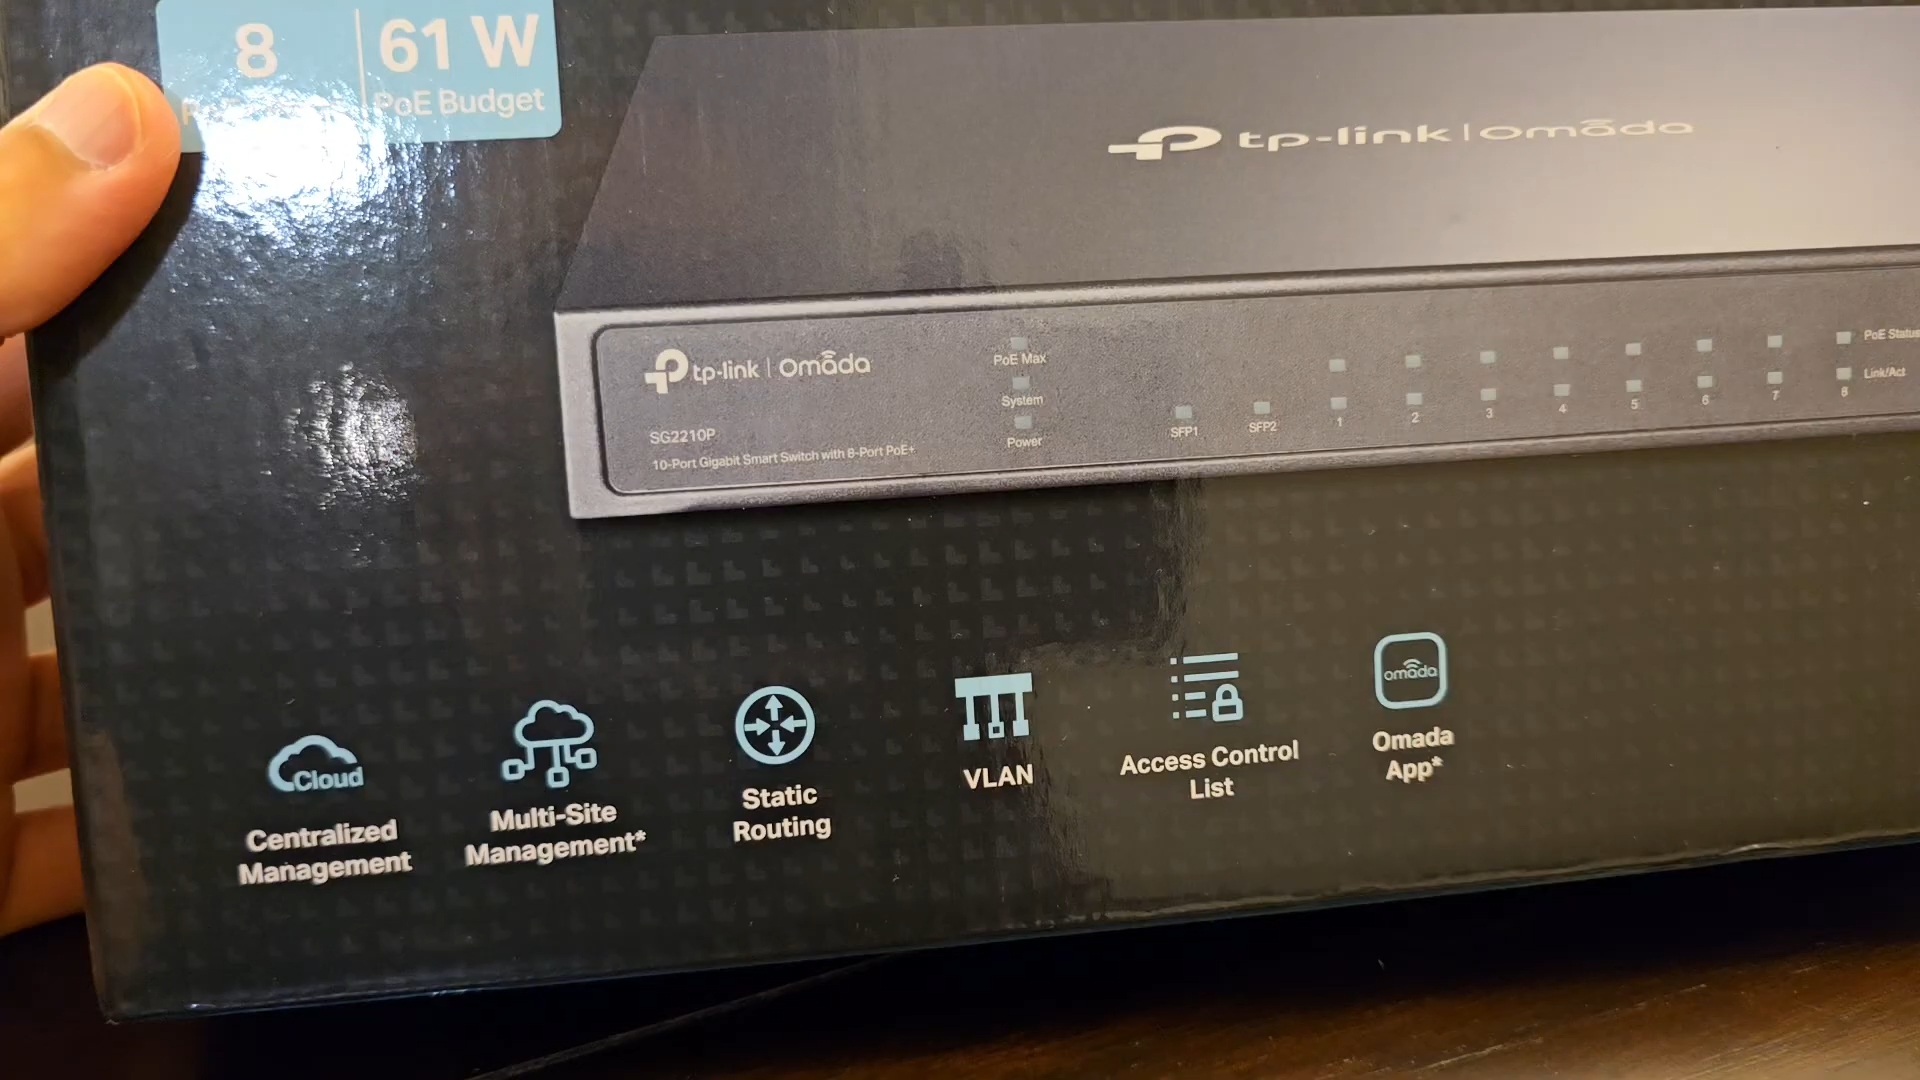 8
61 W
PoE Budget
tp-link | omada
tp-link | omada
PoE Max
System
Power
SG2210P
10-Port Gigabit Smart Switch with 8-Port PoE+
SFP1
SFP2
1
2
3
4
5
6
7
8
PoE Status
Link/Act
Cloud
Centralized
Management
Multi-Site
Management*
Static
Routing
VLAN
Access Control
List
omada
Omada
App*